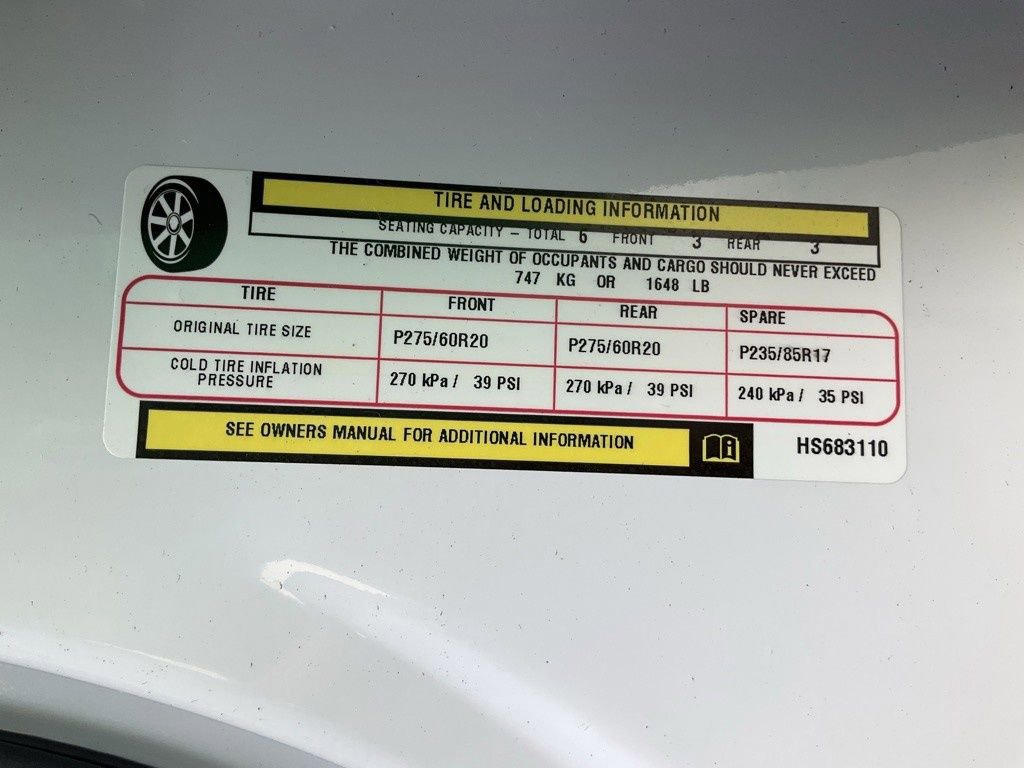 TIRE AND LOADING INFORMATION
SEATING CAPACITY – TOTAL 6 FRONT 3 REAR 3
THE COMBINED WEIGHT OF OCCUPANTS AND CARGO SHOULD NEVER EXCEED
747 KG OR 1648 LB
TIRE FRONT REAR SPARE
ORIGINAL TIRE SIZE P275/60R20 P275/60R20 P235/85R17
COLD TIRE INFLATION
PRESSURE 270 kPa / 39 PSI 270 kPa / 39 PSI 240 kPa / 35 PSI
SEE OWNERS MANUAL FOR ADDITIONAL INFORMATION
HS683110